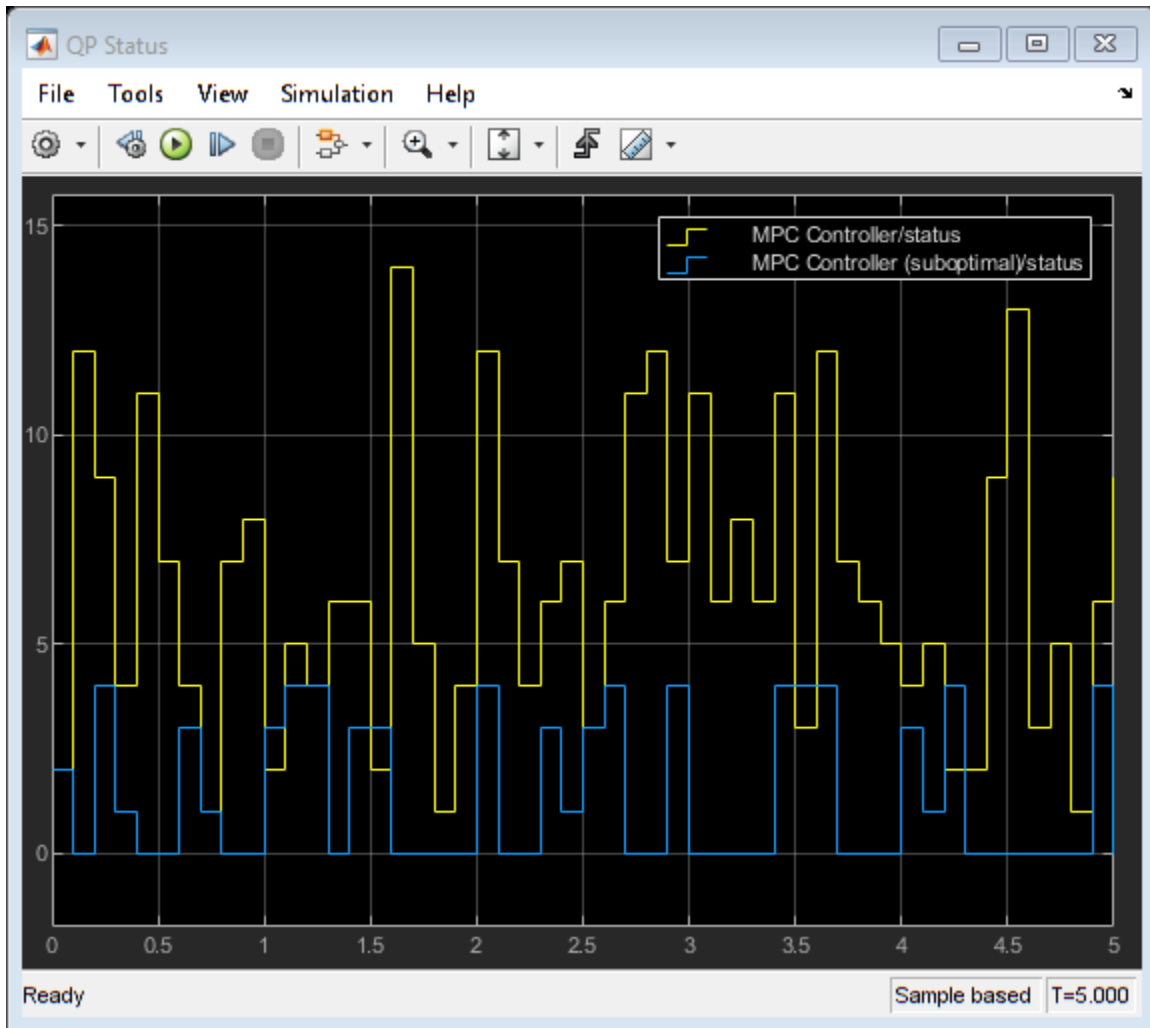 QP Status
File Tools View Simulation Help
MPC Controller/status
MPC Controller (suboptimal)/status
15
10
5
0
0 0.5 1 1.5 2 2.5 3 3.5 4 4.5 5
Ready Sample based T=5.000